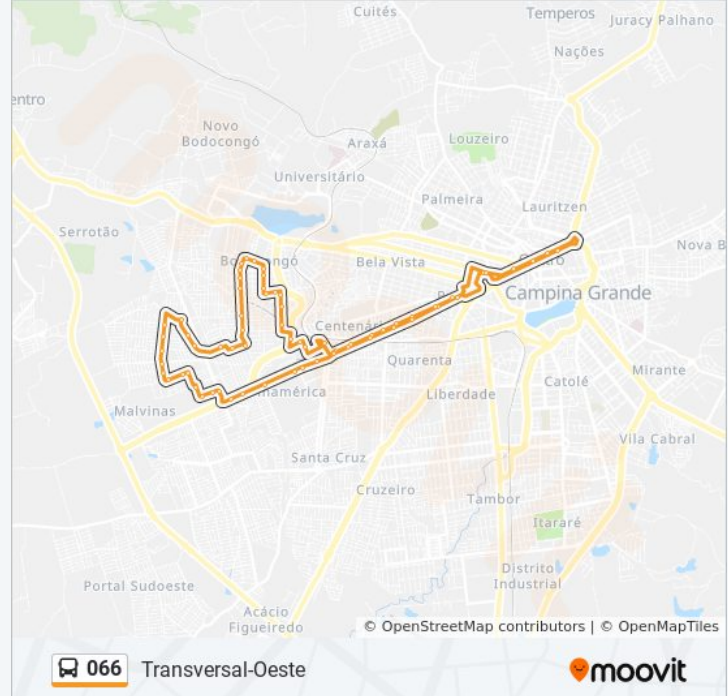 Cuités
Temperos
Juracy Palhano
Nações
entro
Novo
Bodocongó
Araxá
Louzeiro
Universitário
Palmeira
Lauritzen
Serrotão
Bela Vista
Nova B
Campina Grande
Centenár
Quarenta
Mirante
Catolé
Liberdade
Malvinas
Vila Cabral
Santa Cruz
Cruzeiro
Tambor
Itararé
Distrito
Industrial
Portal Sudoeste
Acácio
Figueiredo
© OpenStreetMap contributors | © OpenMapTiles
066 Transversal-Oeste
moovit